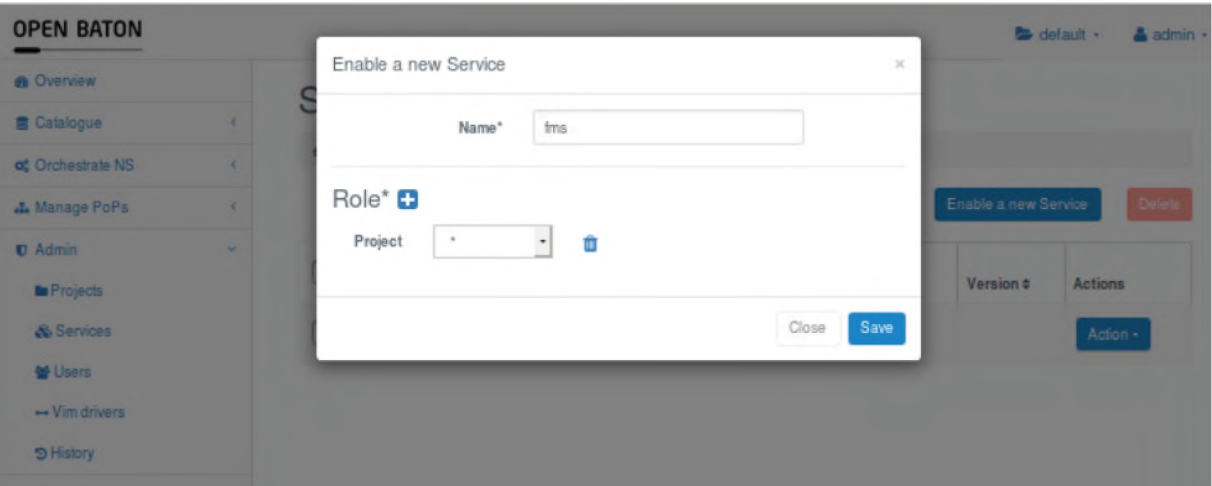 OPEN BATON
default
admin
Enable a new Service
×
Overview
Catalogue
Orchestrate NS
Manage PoPs
Admin
Projects
Services
Users
Vim drivers
History
S
Name*
fms
Role*
Project
*
Close
Save
Enable a new Service
Delete
Version
Actions
Action